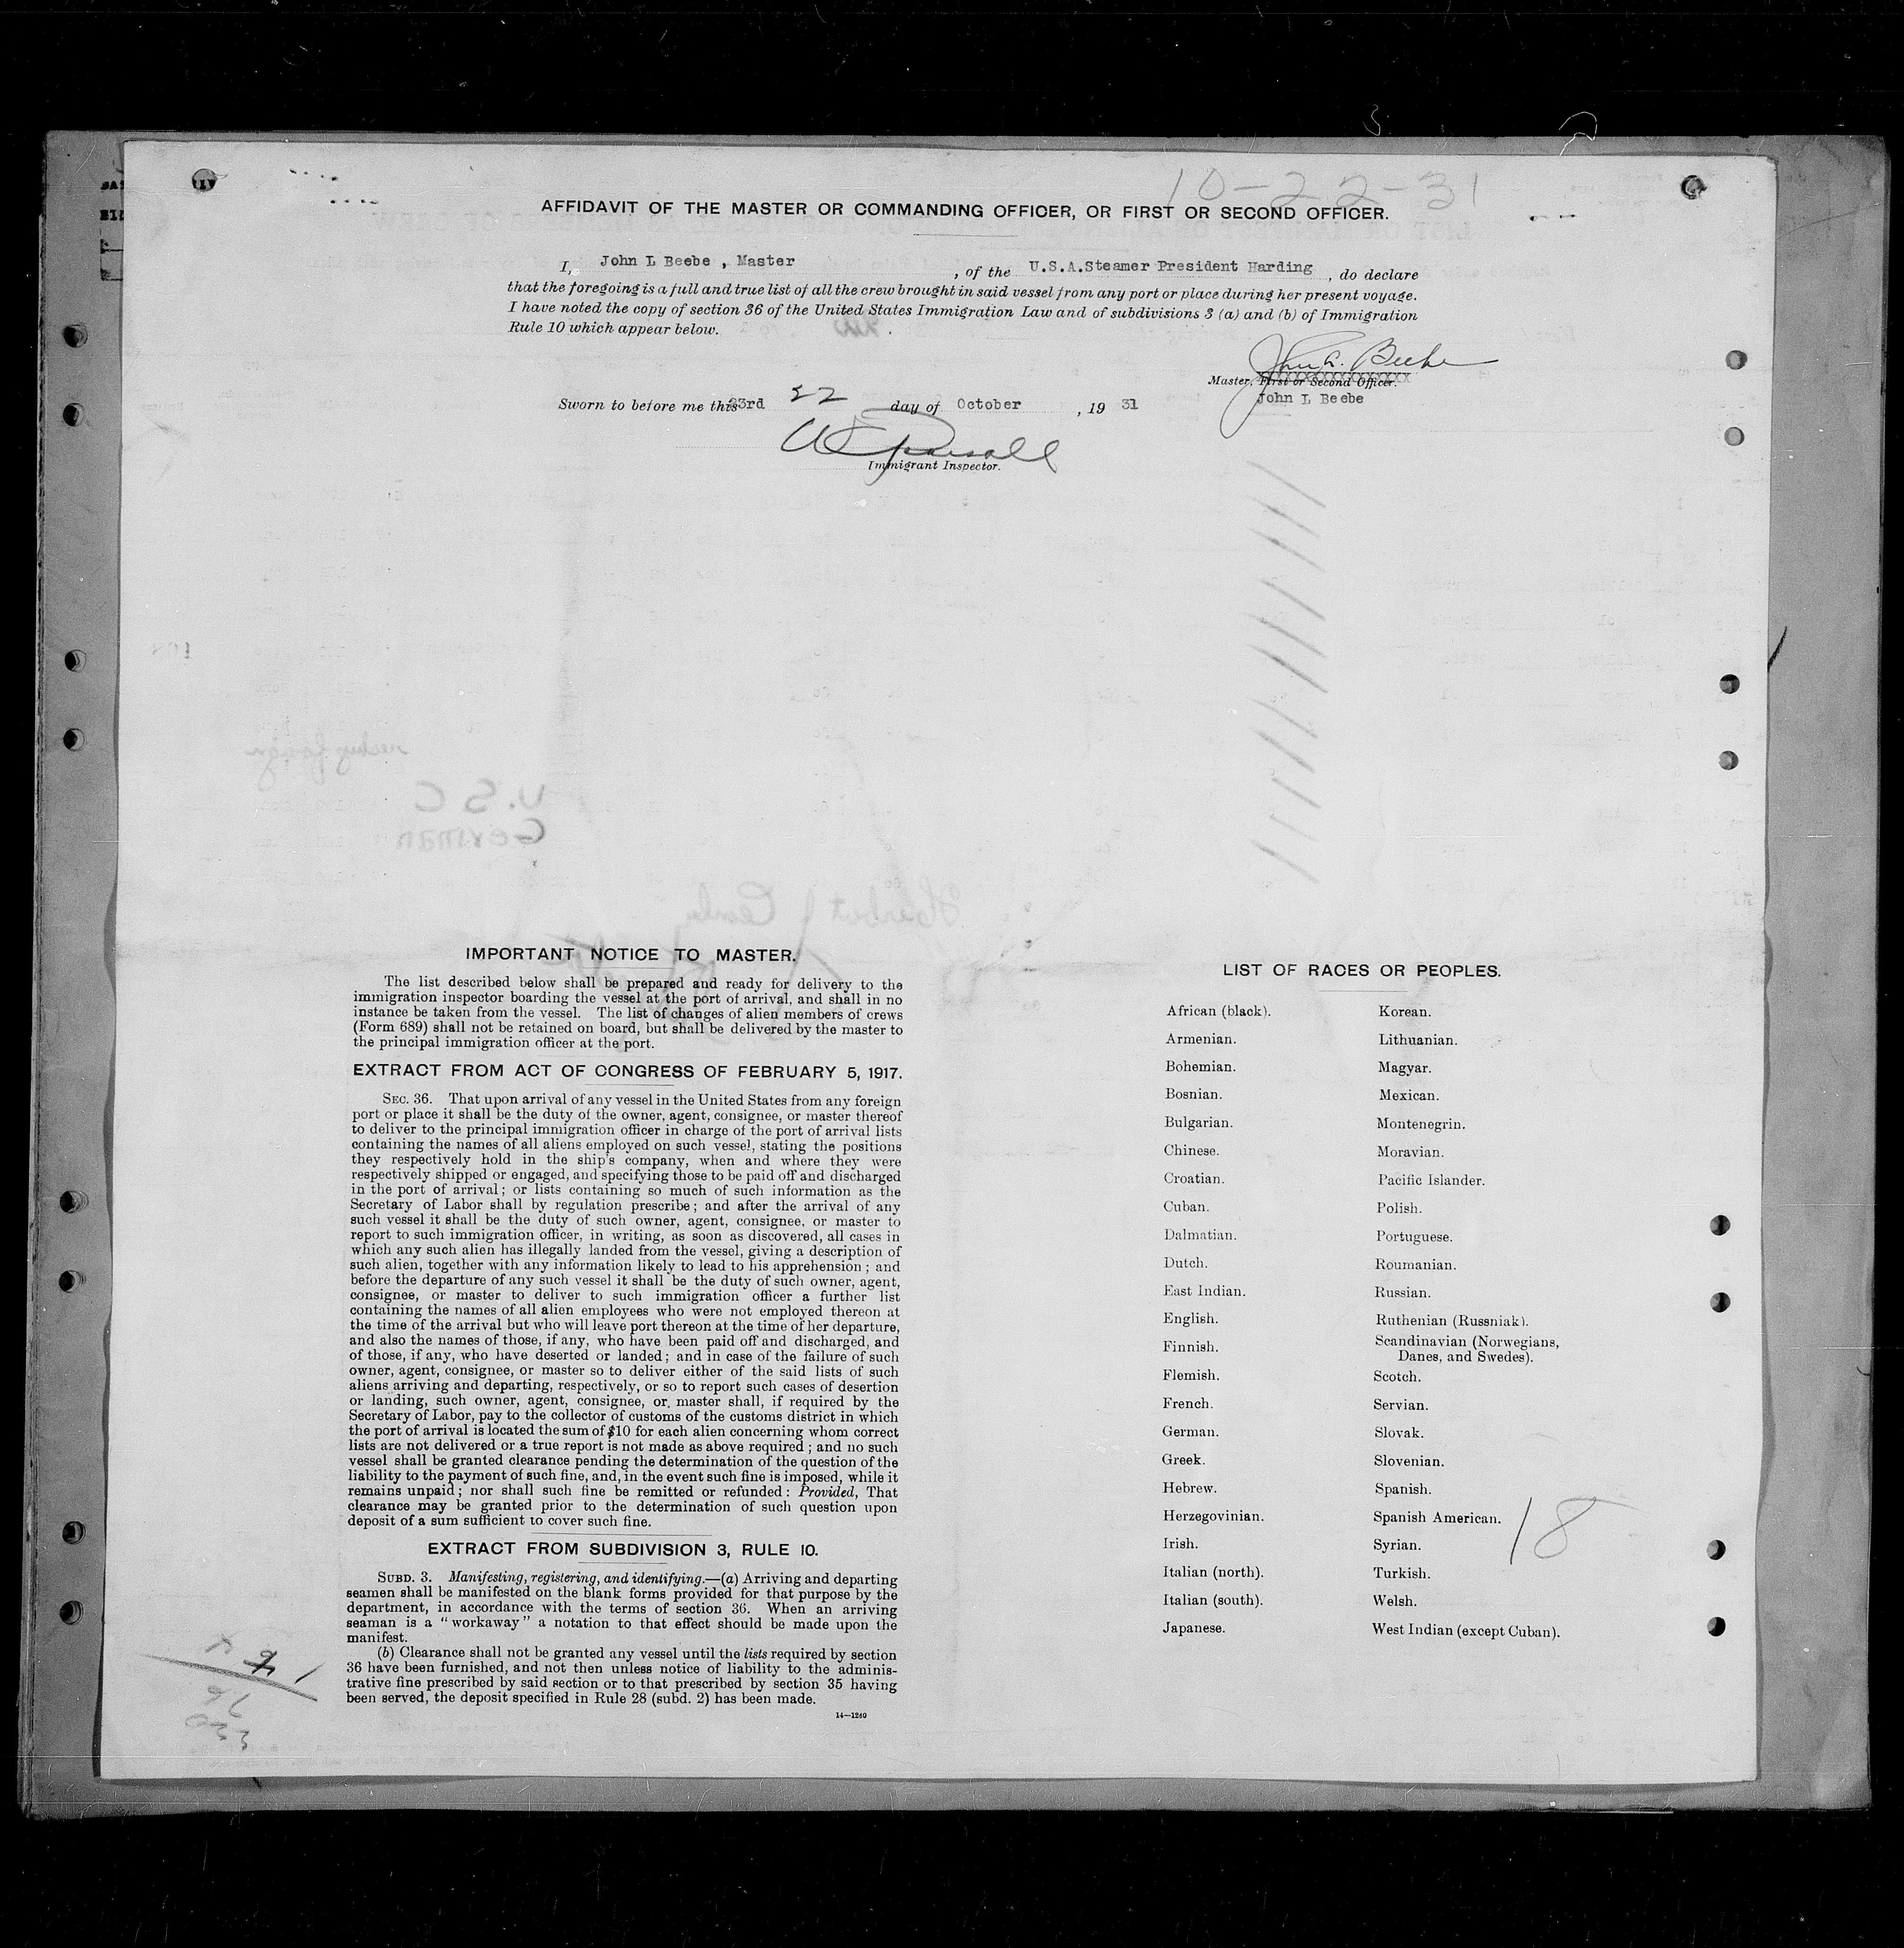 10-22-31
AFFIDAVIT OF THE MASTER OR COMMANDING OFFICER, OR FIRST OR SECOND OFFICER.
I, John L Beebe , Master , of the U.S.A.Steamer President Harding , do declare
that the foregoing is a full and true list of all the crew brought in said vessel from any port or place during her present voyage.
I have noted the copy of section 36 of the United States Immigration Law and of subdivisions 3 (a) and (b) of Immigration
Rule 10 which appear below.
John L. Beebe
Master, First or Second Officer.
John L Beebe
Sworn to before me this 23rd 22 day of October , 19 31
Immigrant Inspector.
U.S C
German
IMPORTANT NOTICE TO MASTER.
The list described below shall be prepared and ready for delivery to the
immigration inspector boarding the vessel at the port of arrival, and shall in no
instance be taken from the vessel. The list of changes of alien members of crews
(Form 689) shall not be retained on board, but shall be delivered by the master to
the principal immigration officer at the port.
EXTRACT FROM ACT OF CONGRESS OF FEBRUARY 5, 1917.
SEC. 36. That upon arrival of any vessel in the United States from any foreign
port or place it shall be the duty of the owner, agent, consignee, or master thereof
to deliver to the principal immigration officer in charge of the port of arrival lists
containing the names of all aliens employed on such vessel, stating the positions
they respectively hold in the ship's company, when and where they were
respectively shipped or engaged, and specifying those to be paid off and discharged
in the port of arrival; or lists containing so much of such information as the
Secretary of Labor shall by regulation prescribe; and after the arrival of any
such vessel it shall be the duty of such owner, agent, consignee, or master to
report to such immigration officer, in writing, as soon as discovered, all cases in
which any such alien has illegally landed from the vessel, giving a description of
such alien, together with any information likely to lead to his apprehension; and
before the departure of any such vessel it shall be the duty of such owner, agent,
consignee, or master to deliver to such immigration officer a further list
containing the names of all alien employees who were not employed thereon at
the time of the arrival but who will leave port thereon at the time of her departure,
and also the names of those, if any, who have been paid off and discharged, and
of those, if any, who have deserted or landed; and in case of the failure of such
owner, agent, consignee, or master so to deliver either of the said lists of such
aliens arriving and departing, respectively, or so to report such cases of desertion
or landing, such owner, agent, consignee, or master shall, if required by the
Secretary of Labor, pay to the collector of customs of the customs district in which
the port of arrival is located the sum of $10 for each alien concerning whom correct
lists are not delivered or a true report is not made as above required; and no such
vessel shall be granted clearance pending the determination of the question of the
liability to the payment of such fine, and, in the event such fine is imposed, while it
remains unpaid; nor shall such fine be remitted or refunded: Provided, That
clearance may be granted prior to the determination of such question upon
deposit of a sum sufficient to cover such fine.
EXTRACT FROM SUBDIVISION 3, RULE 10.
SUBD. 3. Manifesting, registering, and identifying.—(a) Arriving and departing
seamen shall be manifested on the blank forms provided for that purpose by the
department, in accordance with the terms of section 36. When an arriving
seaman is a "workaway" a notation to that effect should be made upon the
manifest.
(b) Clearance shall not be granted any vessel until the lists required by section
36 have been furnished, and not then unless notice of liability to the adminis-
trative fine prescribed by said section or to that prescribed by section 35 having
been served, the deposit specified in Rule 28 (subd. 2) has been made.
14—1240
LIST OF RACES OR PEOPLES.
African (black).
Armenian.
Bohemian.
Bosnian.
Bulgarian.
Chinese.
Croatian.
Cuban.
Dalmatian.
Dutch.
East Indian.
English.
Finnish.
Flemish.
French.
German.
Greek.
Hebrew.
Herzegovinian.
Irish.
Italian (north).
Italian (south).
Japanese.
Korean.
Lithuanian.
Magyar.
Mexican.
Montenegrin.
Moravian.
Pacific Islander.
Polish.
Portuguese.
Roumanian.
Russian.
Ruthenian (Russniak).
Scandinavian (Norwegians,
Danes, and Swedes).
Scotch.
Servian.
Slovak.
Slovenian.
Spanish.
Spanish American.
Syrian.
Turkish.
Welsh.
West Indian (except Cuban).
18